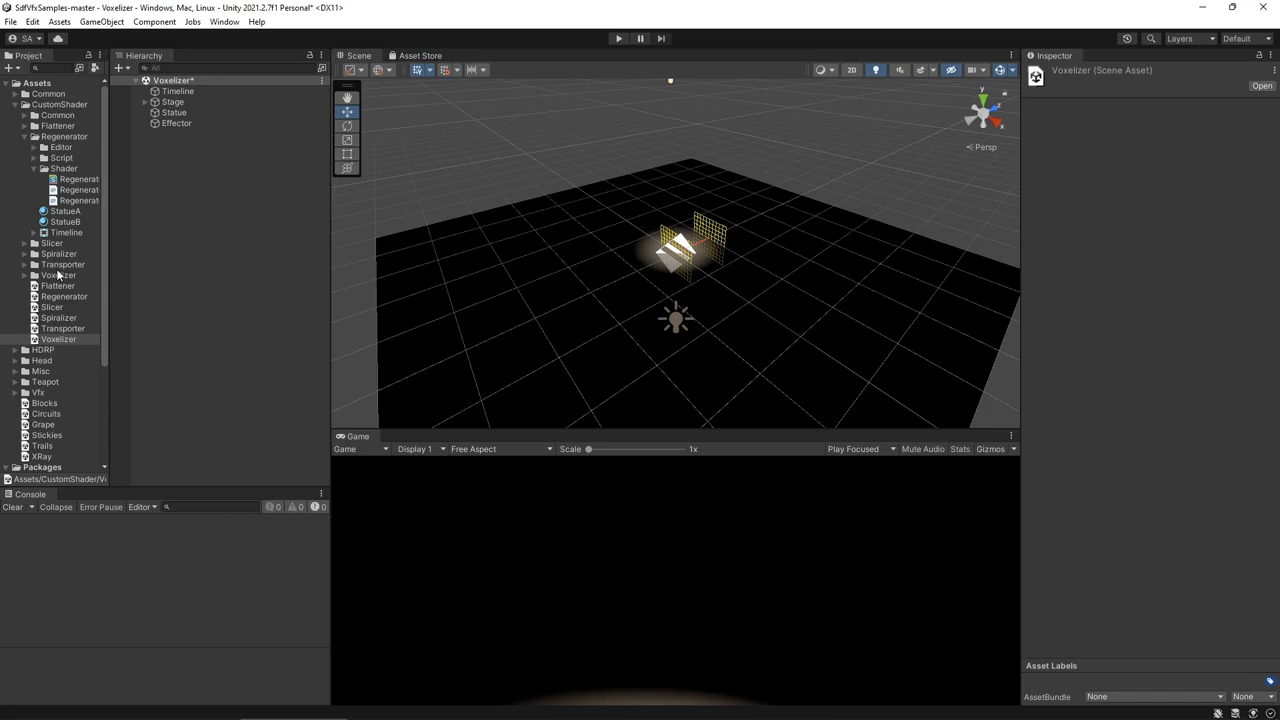 SdfVfxSamples-master - Voxelizer - Windows, Mac, Linux - Unity 2021.2.7f1 Personal* <DX11>
File Edit Assets GameObject Component Jobs Window Help
SA
Layers Default
Project
Hierarchy
Scene Asset Store
Inspector
All
2D
Voxelizer (Scene Asset)
Open
Assets
Common
CustomShader
Common
Flattener
Regenerator
Editor
Script
Shader
Regenerat
Regenerat
Regenerat
StatueA
StatueB
Timeline
Slicer
Spiralizer
Transporter
Voxelizer
Flattener
Regenerator
Slicer
Spiralizer
Transporter
Voxelizer
HDRP
Head
Misc
Teapot
Vfx
Blocks
Circuits
Grape
Stickies
Trails
XRay
Packages
Assets/CustomShader/V
Voxelizer*
Timeline
Stage
Statue
Effector
y
z
x
< Persp
Game
Game Display 1 Free Aspect Scale 1x Play Focused Mute Audio Stats Gizmos
Console
Clear Collapse Error Pause Editor 0 0 0
Asset Labels
AssetBundle None None